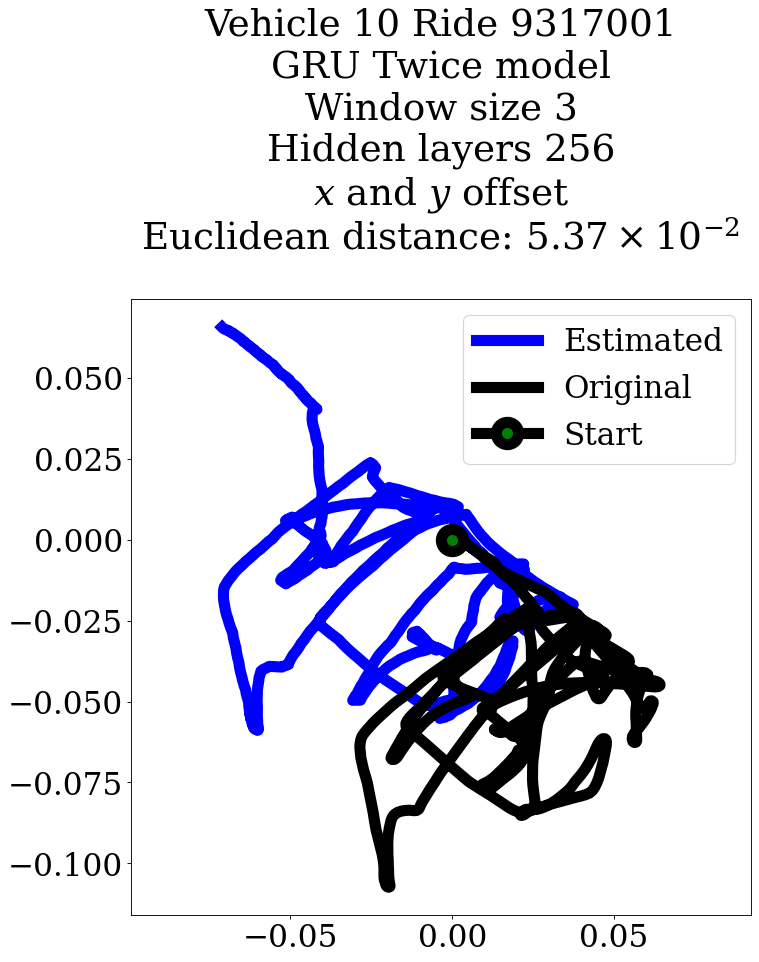 Vehicle 10 Ride 9317001
GRU Twice model
Window size 3
Hidden layers 256
x and y offset
Euclidean distance: 5.37 × 10⁻²
Estimated
Original
Start
0.050
0.025
0.000
−0.025
−0.050
−0.075
−0.100
−0.05 0.00 0.05